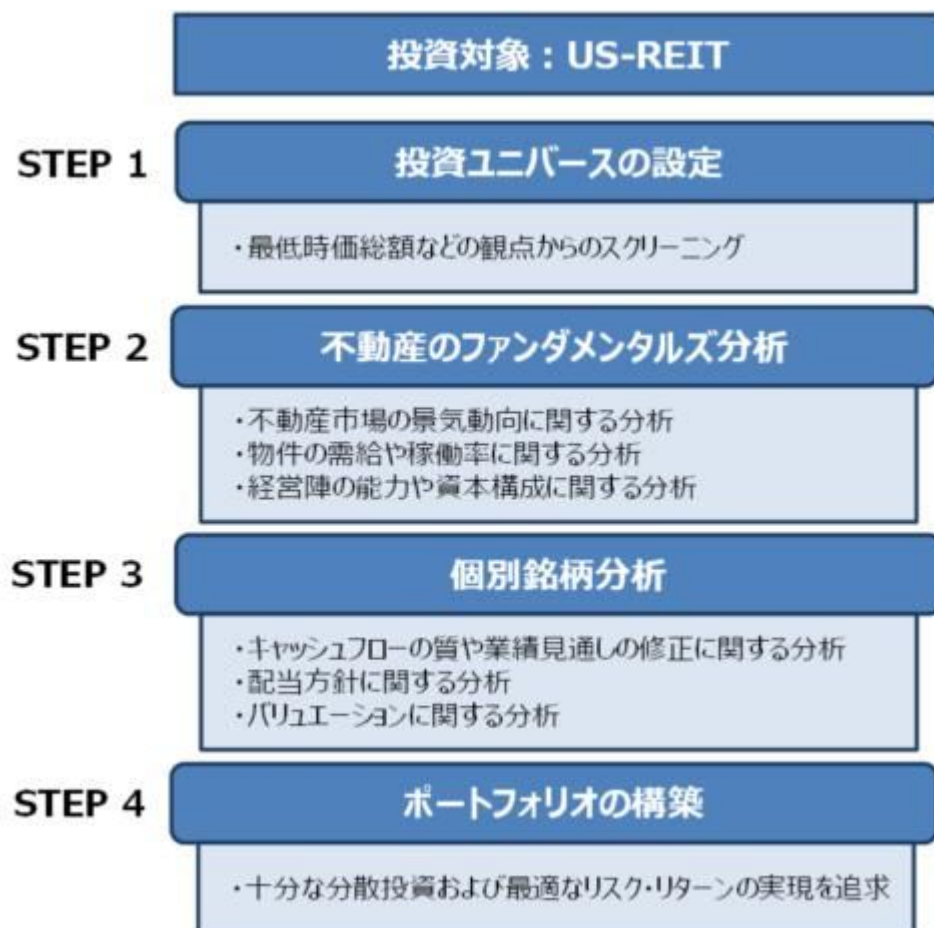 投資対象：US-REIT
STEP 1
投資ユニバースの設定
・最低時価総額などの観点からのスクリーニング
STEP 2
不動産のファンダメンタルズ分析
・不動産市場の景気動向に関する分析
・物件の需給や稼働率に関する分析
・経営陣の能力や資本構成に関する分析
STEP 3
個別銘柄分析
・キャッシュフローの質や業績見通しの修正に関する分析
・配当方針に関する分析
・バリュエーションに関する分析
STEP 4
ポートフォリオの構築
・十分な分散投資および最適なリスク・リターンの実現を追求